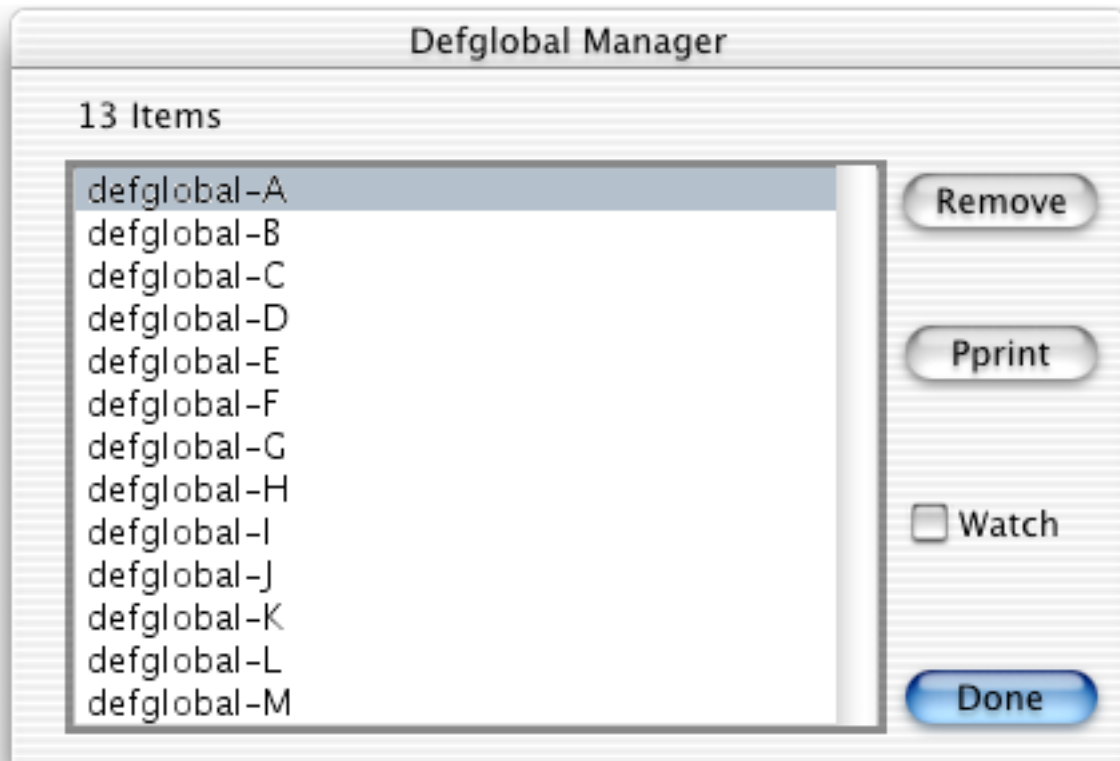 Defglobal Manager
13 Items
defglobal-A
defglobal-B
defglobal-C
defglobal-D
defglobal-E
defglobal-F
defglobal-G
defglobal-H
defglobal-I
defglobal-J
defglobal-K
defglobal-L
defglobal-M
Remove
Pprint
Watch
Done